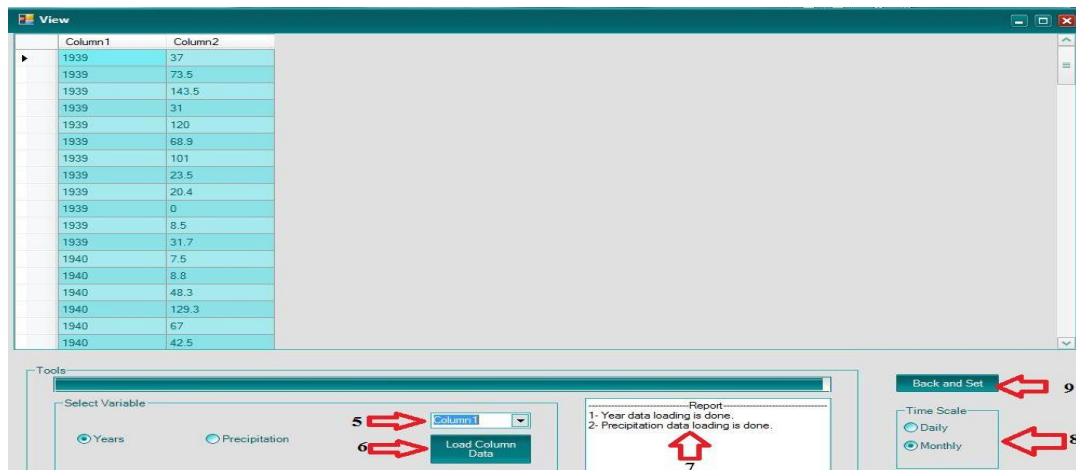 View
Column1 Column2
1939 37
1939 73.5
1939 143.5
1939 31
1939 120
1939 68.9
1939 101
1939 23.5
1939 20.4
1939 0
1939 8.5
1939 31.7
1940 7.5
1940 8.8
1940 48.3
1940 129.3
1940 67
1940 42.5
Tools
Back and Set
9
Select Variable
Years
Precipitation
5
Column1
6
Load Column
Data
Report
1- Year data loading is done.
2- Precipitation data loading is done.
7
Time Scale
Daily
Monthly
8